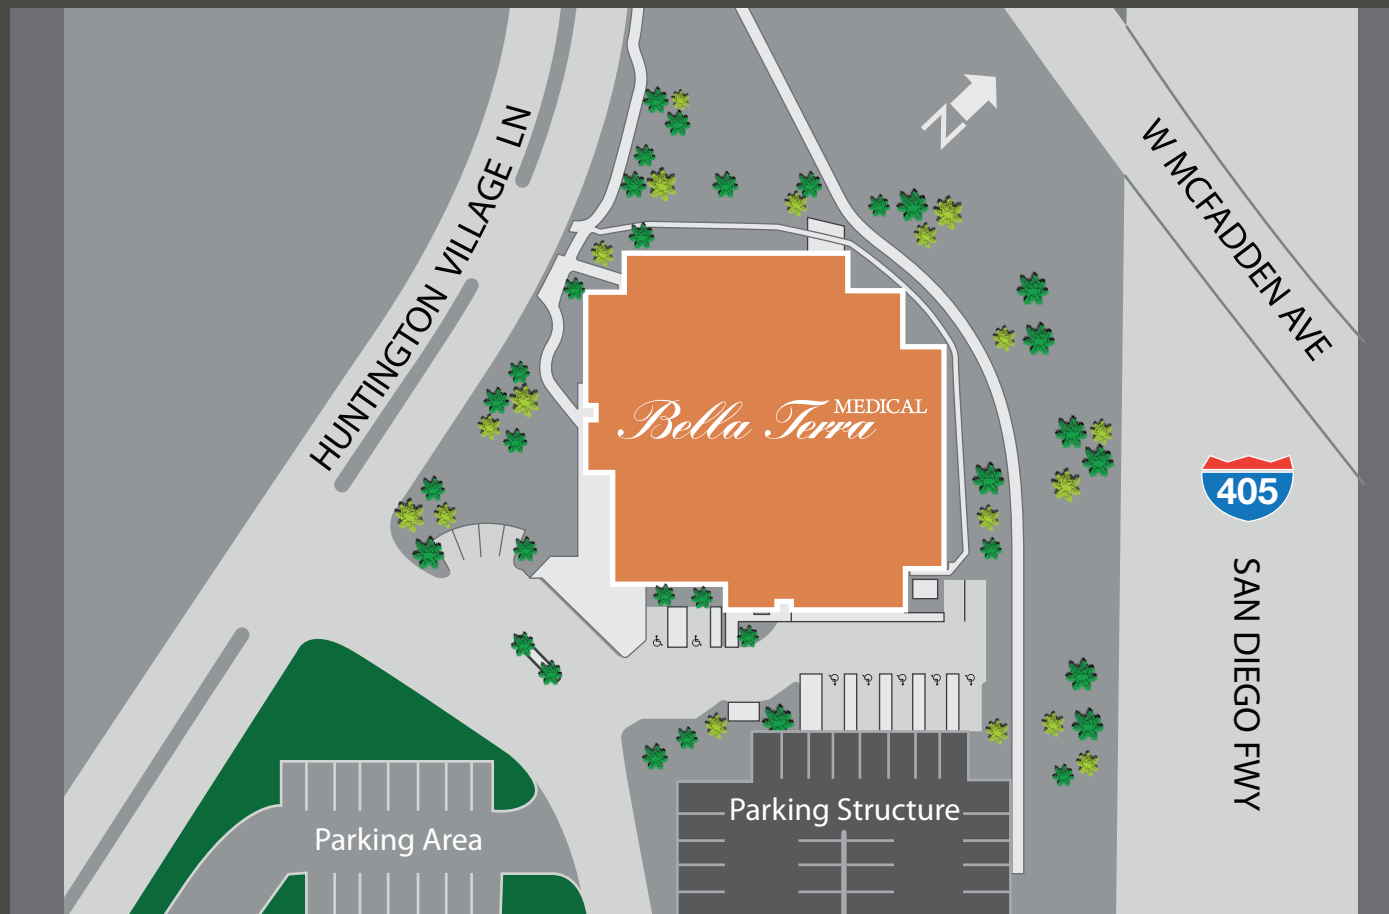 HUNTINGTON VILLAGE LN
N
W MCFADDEN AVE
Bella Terra
MEDICAL
405
SAN DIEGO FWY
Parking Structure
Parking Area